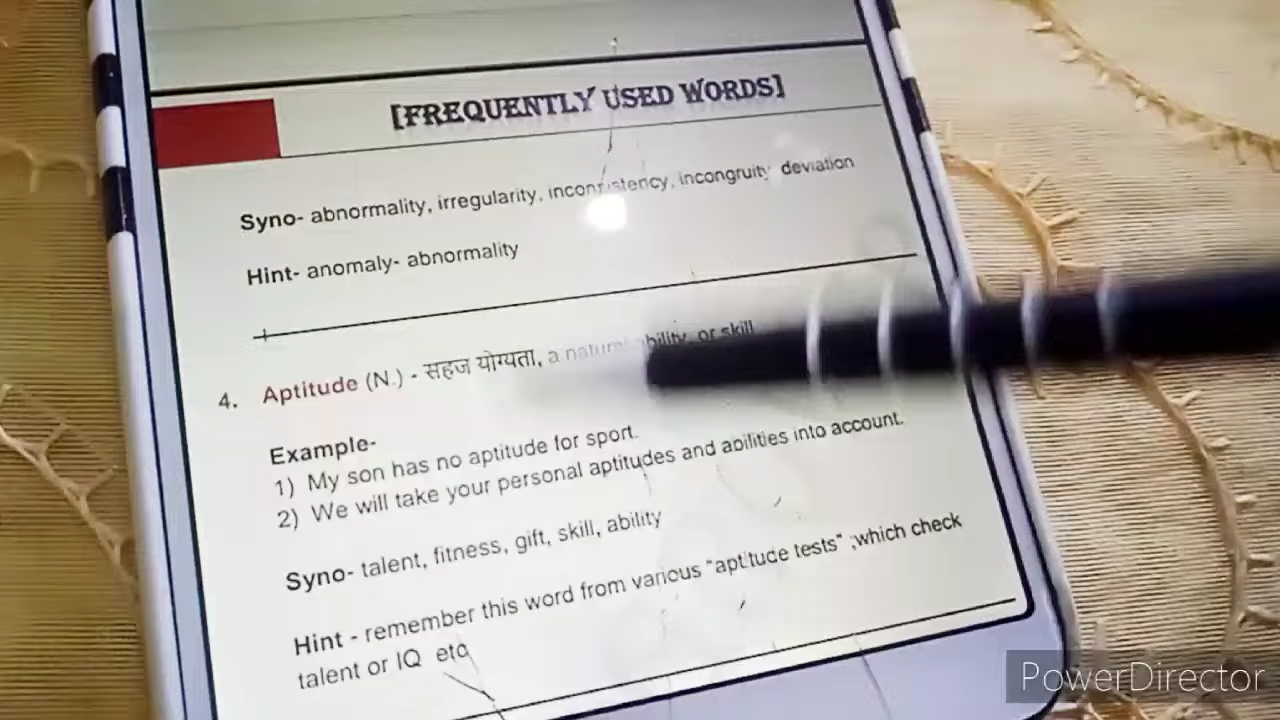 [FREQUENTLY USED WORDS]
Syno- abnormality, irregularity, inconsistency, incongruity deviation
Hint- anomaly- abnormality
4. Aptitude (N.) - सहज योग्यता, a natural ability or skill
Example-
1) My son has no aptitude for sport.
2) We will take your personal aptitudes and abilities into account.
Syno- talent, fitness, gift, skill, ability
Hint - remember this word from various "aptitude tests" ,which check
talent or IQ etc
PowerDirector